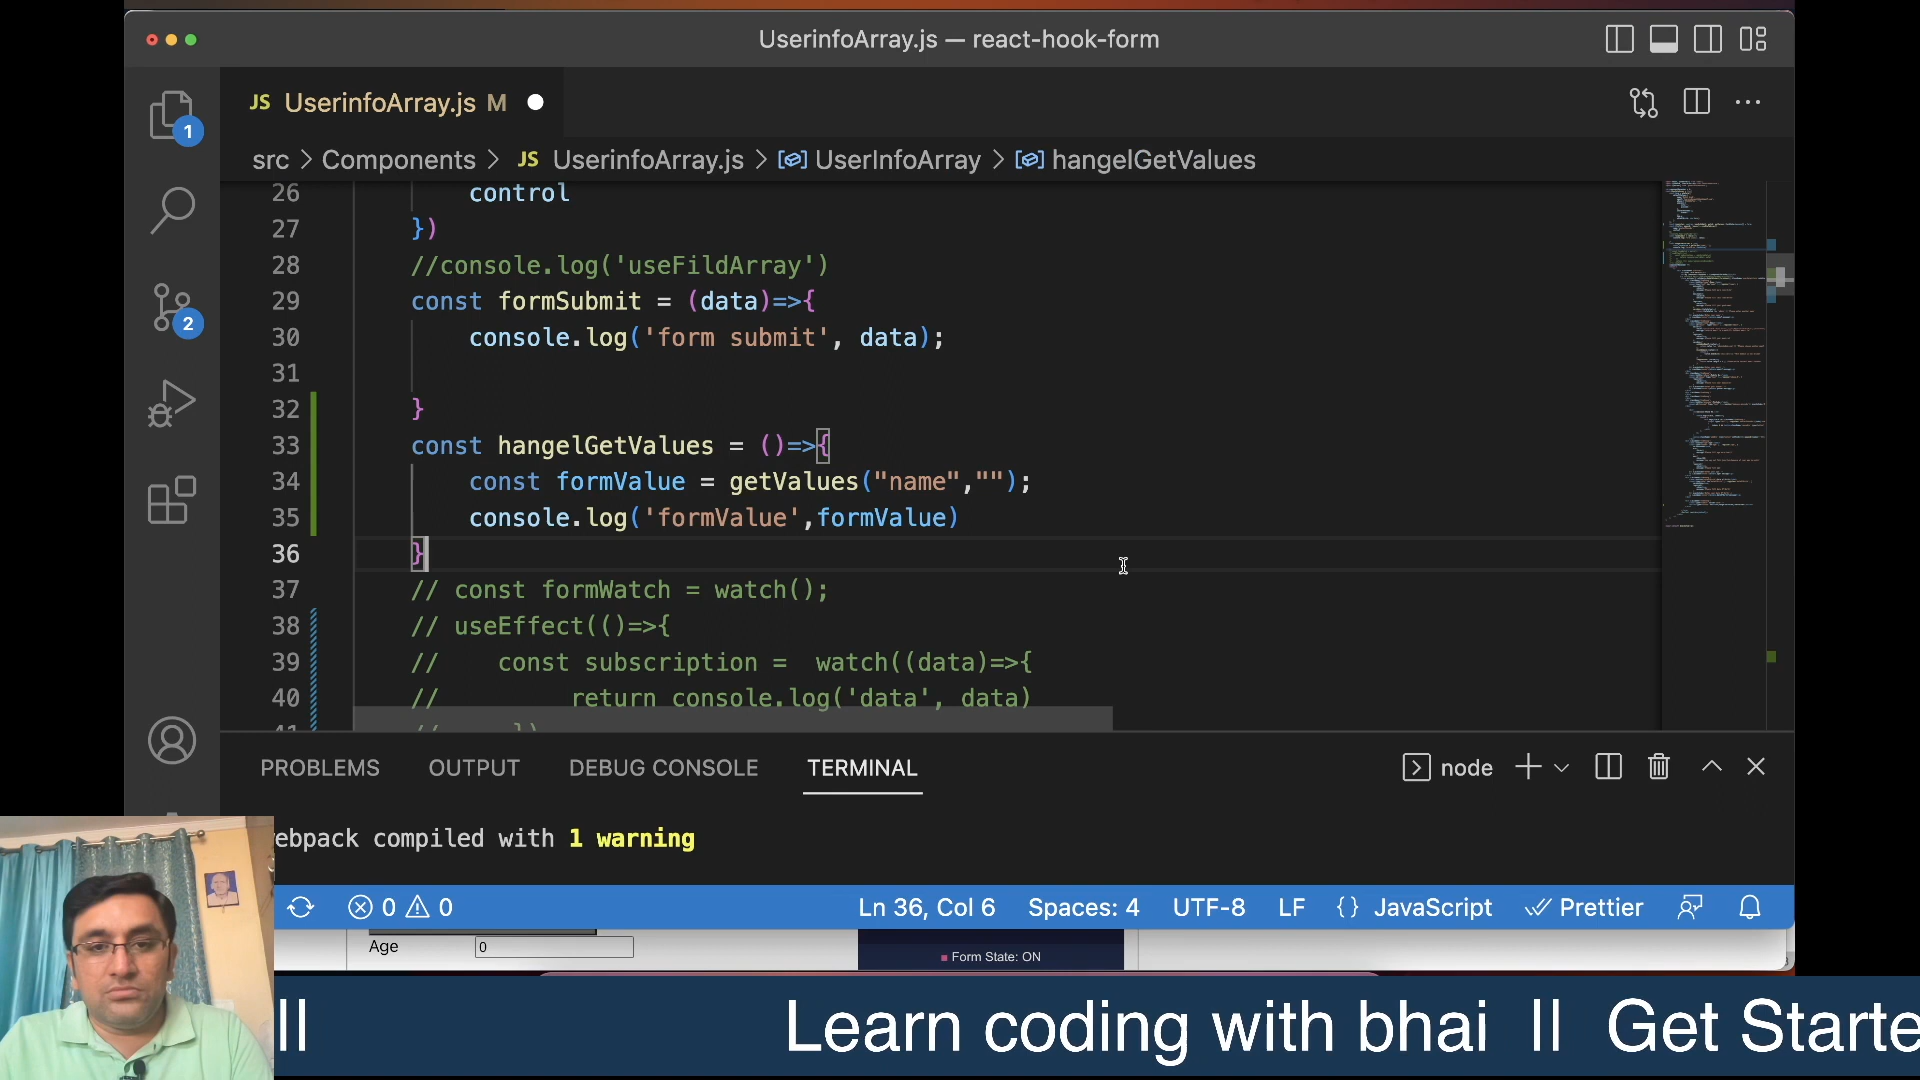 UserinfoArray.js — react-hook-form
JS UserinfoArray.js M
1
src > Components > JS UserinfoArray.js > UserInfoArray > hangelGetValues
26 control
27 })
28 //console.log('useFildArray')
29 const formSubmit = (data)=>{
30 console.log('form submit', data);
31
32 }
33 const hangelGetValues = ()=>{
34 const formValue = getValues("name","");
35 console.log('formValue',formValue)
36 }
37 // const formWatch = watch();
38 // useEffect(()=>{
39 // const subscription = watch((data)=>{
40 // return console.log('data', data)
41 // })
2
PROBLEMS OUTPUT DEBUG CONSOLE TERMINAL node
ebpack compiled with 1 warning
0 0 Ln 36, Col 6 Spaces: 4 UTF-8 LF {} JavaScript Prettier
Age 0
Form State: ON
ll Learn coding with bhai ll Get Starte